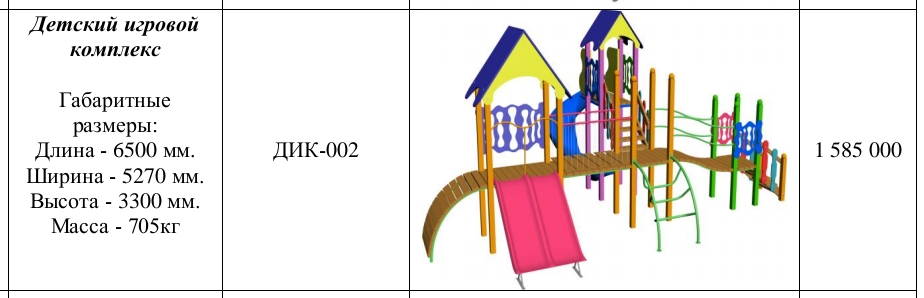 Детский игровой
комплекс
Габаритные
размеры:
Длина - 6500 мм.
Ширина - 5270 мм.
Высота - 3300 мм.
Масса - 705кг
ДИК-002
1 585 000